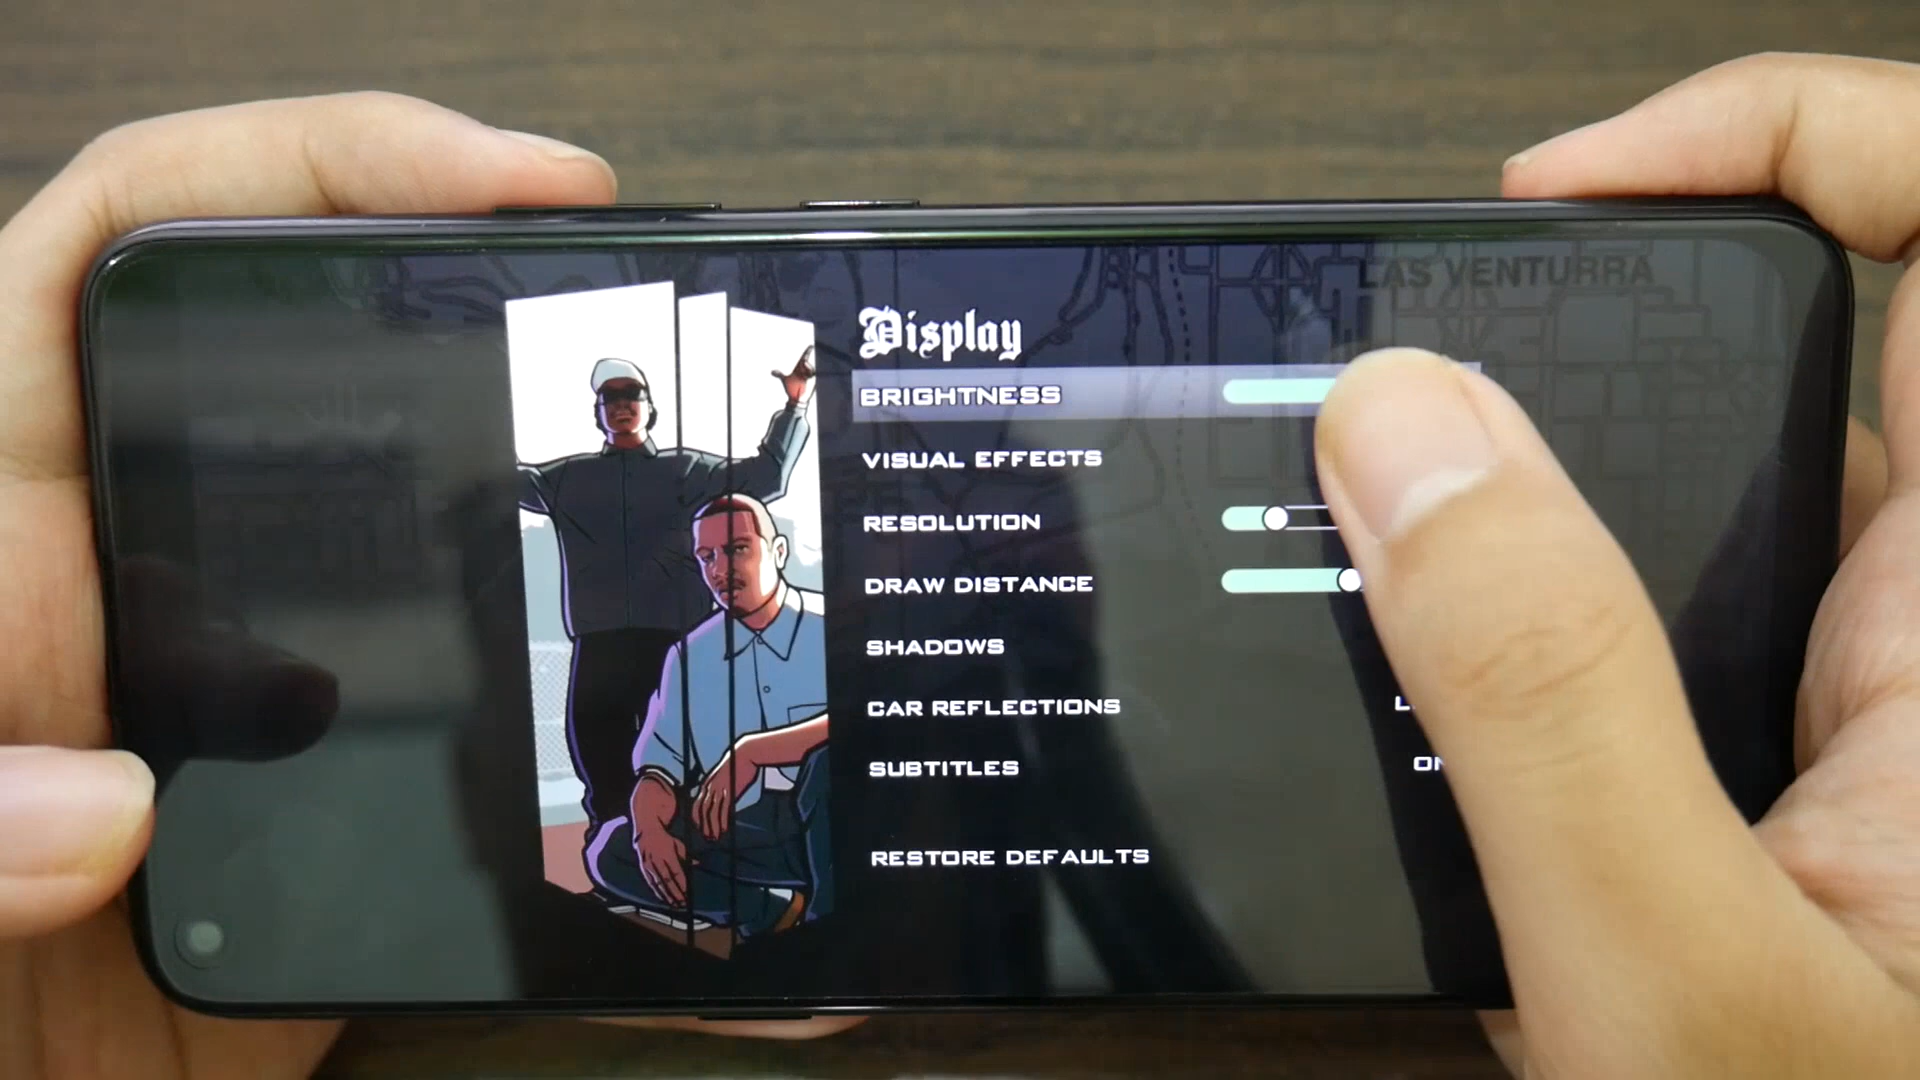 LAS VENTURRA
Display
BRIGHTNESS
VISUAL EFFECTS
RESOLUTION
DRAW DISTANCE
SHADOWS
CAR REFLECTIONS
SUBTITLES
RESTORE DEFAULTS